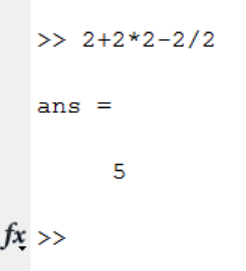 >> 2+2*2-2/2
ans =
5
fx >>